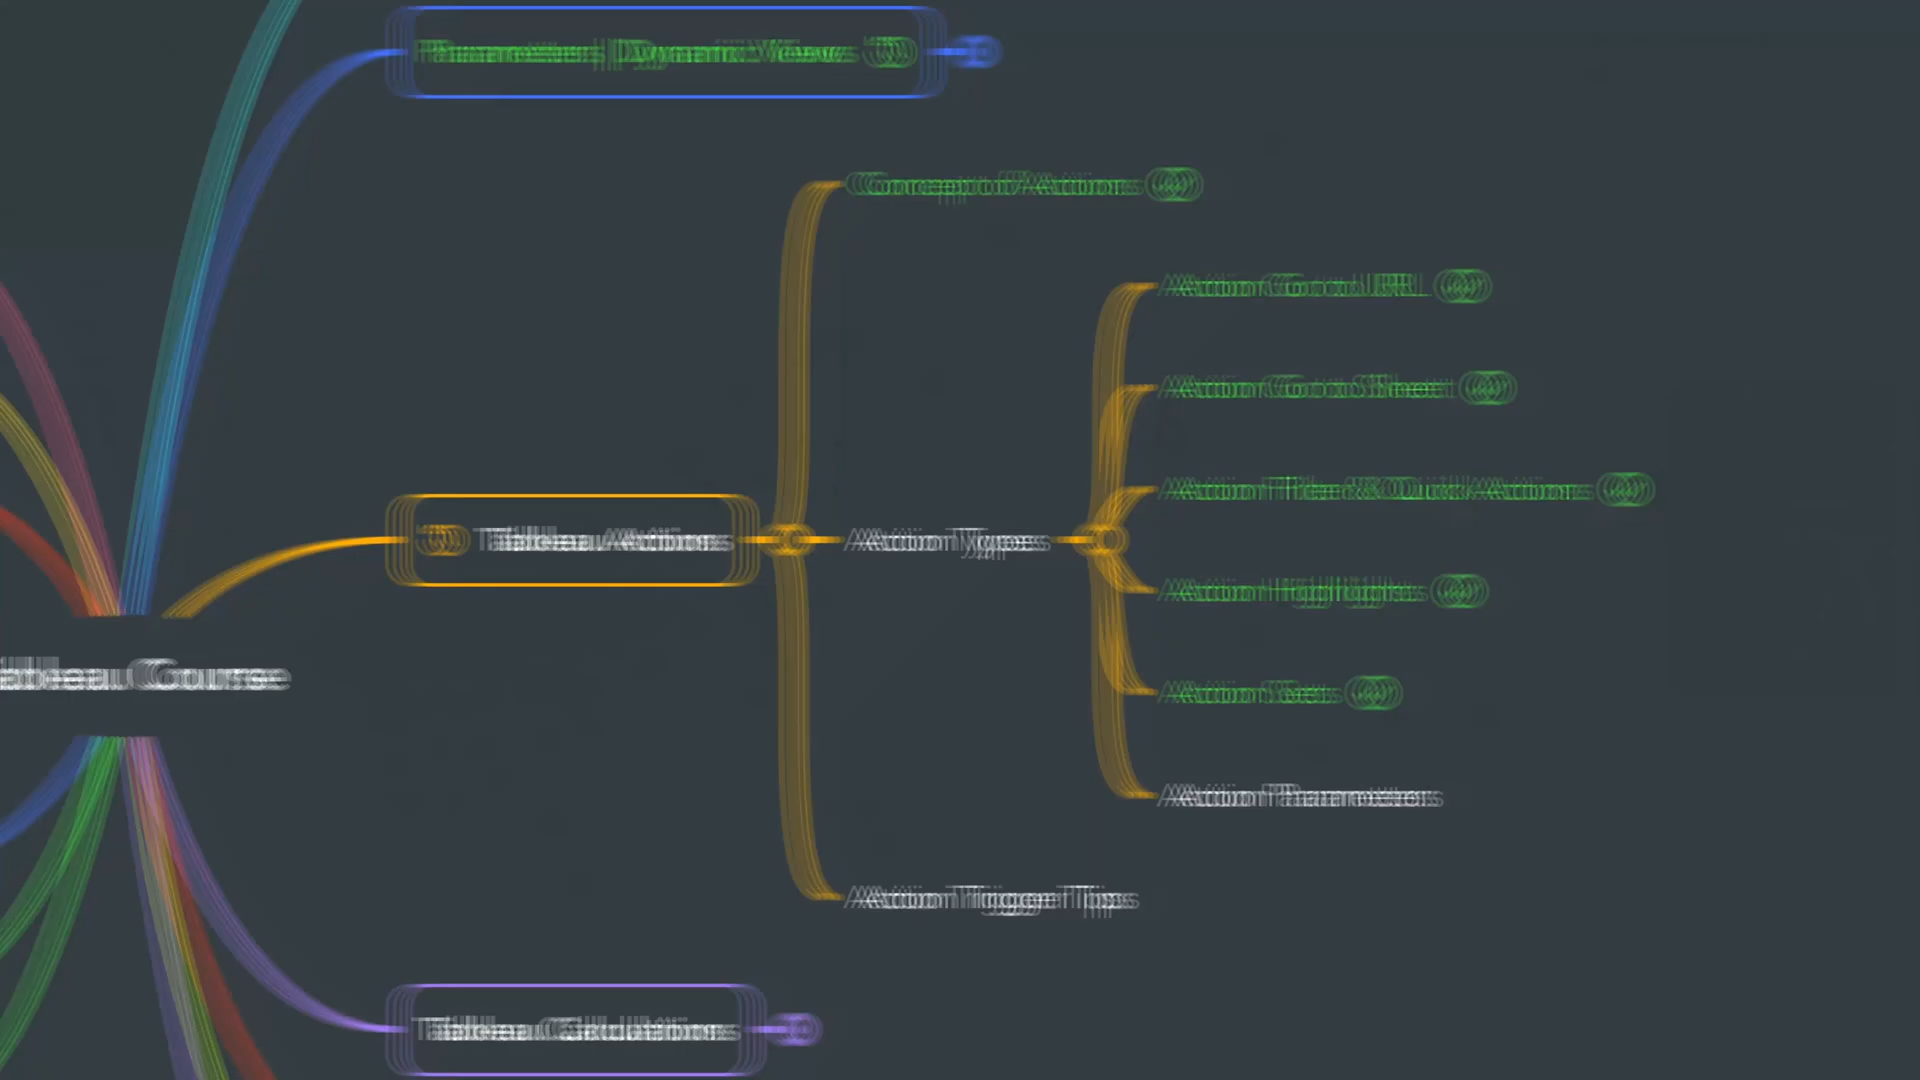 Parameters | Dynamic Views
Concept of Actions
Action Go to URL
Action Go to Sheet
Action Filter & Quick Actions
Tableau Actions
Action Types
Action Highlights
Tableau Course
Action Sets
Action Parameters
Action Trigger Tips
Tableau Calculations